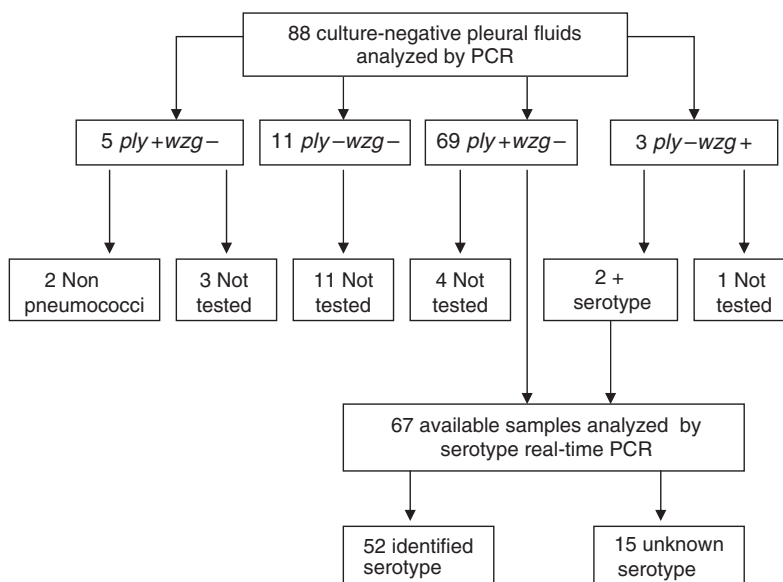 88 culture-negative pleural fluids
analyzed by PCR
5 ply+wzg−
11 ply−wzg−
69 ply+wzg−
3 ply−wzg+
2 Non
pneumococci
3 Not
tested
11 Not
tested
4 Not
tested
2 +
serotype
1 Not
tested
67 available samples analyzed by
serotype real-time PCR
52 identified
serotype
15 unknown
serotype